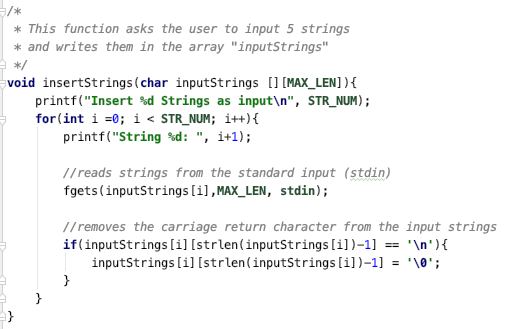 /*
 * This function asks the user to input 5 strings
 * and writes them in the array "inputStrings"
 */
void insertStrings(char inputStrings [][MAX_LEN]){
    printf("Insert %d Strings as input\n", STR_NUM);
    for(int i =0; i < STR_NUM; i++){
        printf("String %d: ", i+1);

        //reads strings from the standard input (stdin)
        fgets(inputStrings[i],MAX_LEN, stdin);

        //removes the carriage return character from the input strings
        if(inputStrings[i][strlen(inputStrings[i])-1] == '\n'){
            inputStrings[i][strlen(inputStrings[i])-1] = '\0';
        }
    }
}